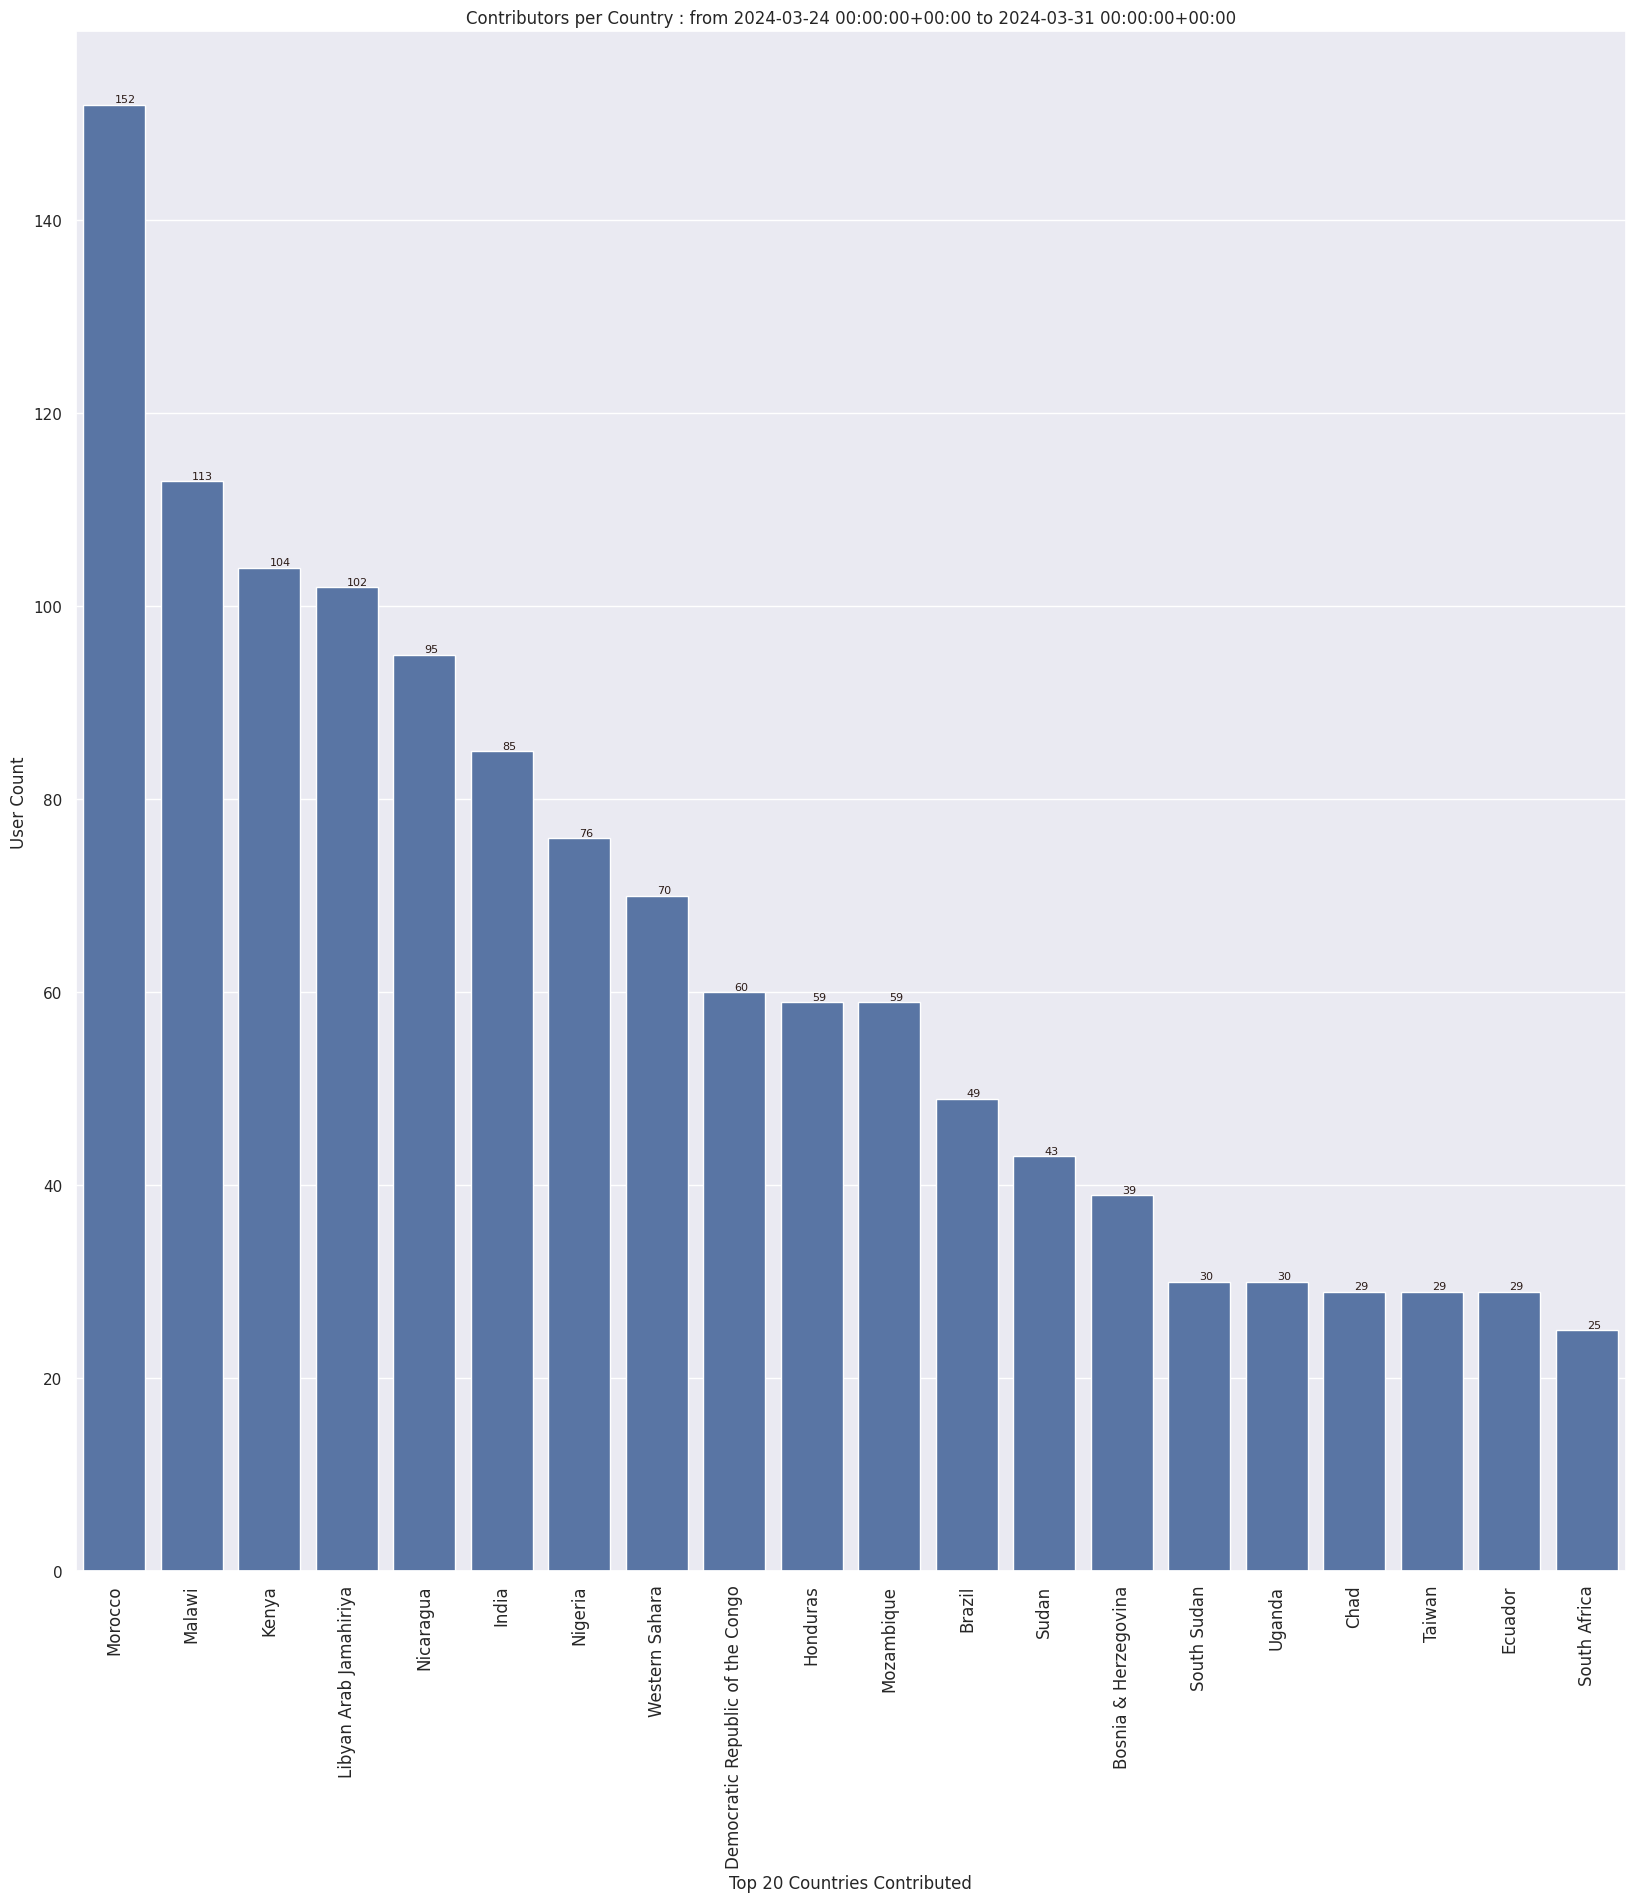 Contributors per Country : from 2024-03-24 00:00:00+00:00 to 2024-03-31 00:00:00+00:00
User Count
140
120
100
80
60
40
20
0
152
113
104
102
95
85
76
70
60
59
59
49
43
39
30
30
29
29
29
25
Morocco
Malawi
Kenya
Libyan Arab Jamahiriya
Nicaragua
India
Nigeria
Western Sahara
Democratic Republic of the Congo
Honduras
Mozambique
Brazil
Sudan
Bosnia & Herzegovina
South Sudan
Uganda
Chad
Taiwan
Ecuador
South Africa
Top 20 Countries Contributed